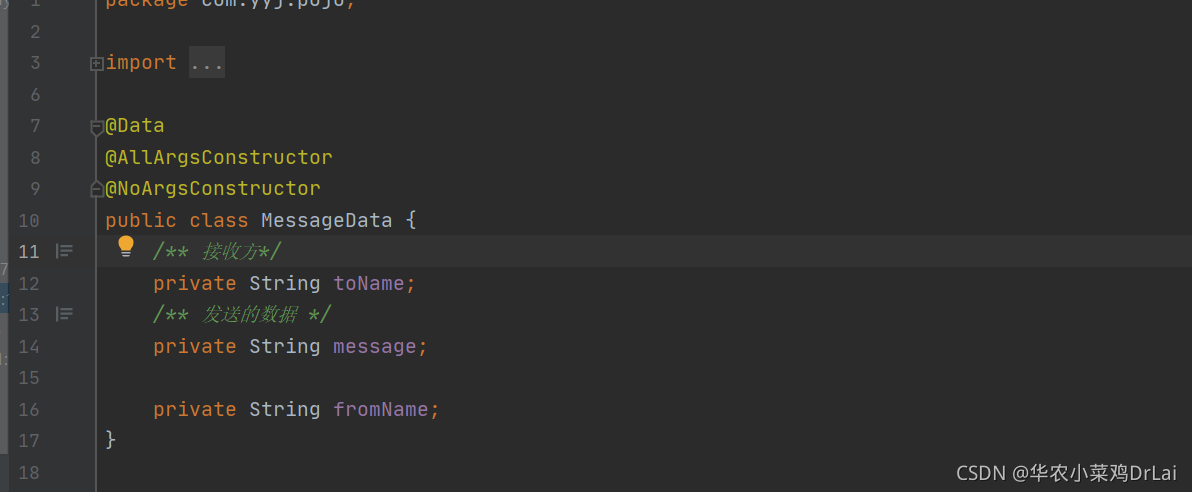 package com.yyj.pojo;
2
3 import ...
6
7 @Data
8 @AllArgsConstructor
9 @NoArgsConstructor
10 public class MessageData {
11 /** 接收方*/
12 private String toName;
13 /** 发送的数据 */
14 private String message;
15
16 private String fromName;
17 }
18
CSDN @华农小菜鸡DrLai